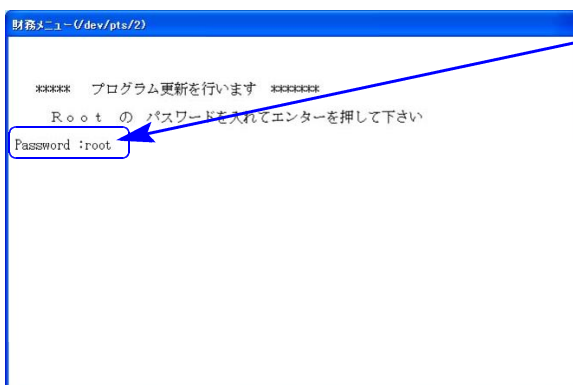 財務メニュー(/dev/pts/2)
***** プログラム更新を行います *******
Ｒｏｏｔ の パスワードを入れてエンターを押して下さい
Password :root